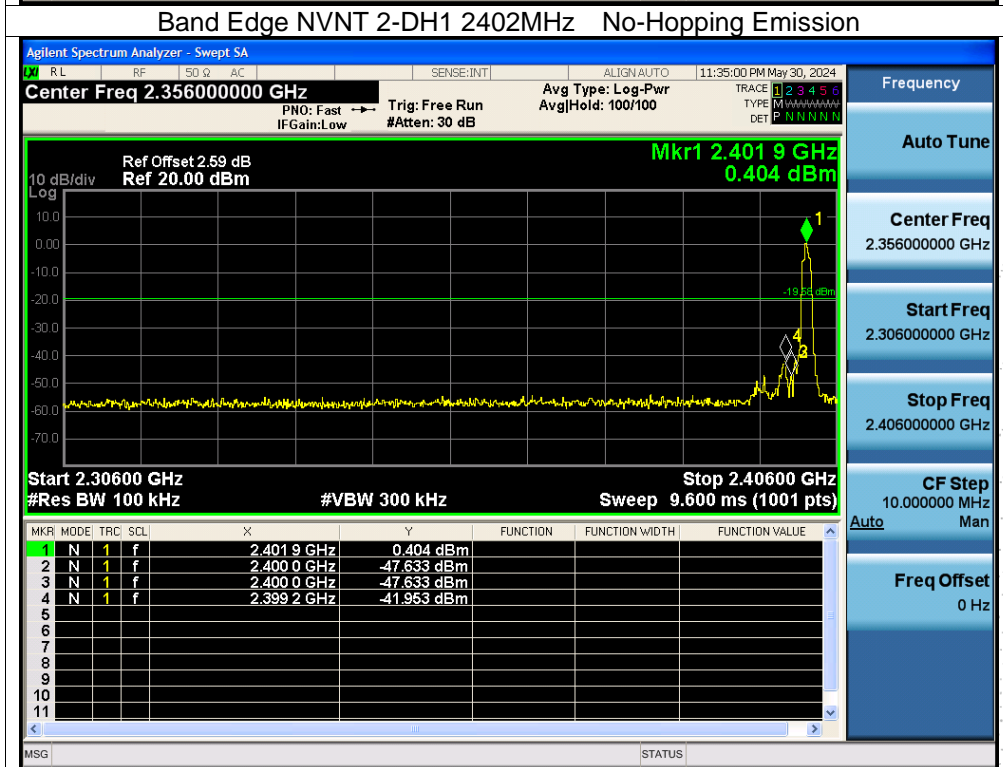 Band Edge NVNT 2-DH1 2402MHz No-Hopping Emission
Agilent Spectrum Analyzer - Swept SA
LXI RL RF 50 Ω AC SENSE:INT ALIGN AUTO 11:35:00 PM May 30, 2024
Center Freq 2.356000000 GHz
PNO: Fast
IFGain:Low
Trig: Free Run
#Atten: 30 dB
Avg Type: Log-Pwr
Avg|Hold: 100/100
TRACE 1 2 3 4 5 6
TYPE M WWWWW
DET P N N N N N
Ref Offset 2.59 dB
Ref 20.00 dBm
10 dB/div
Log
Mkr1 2.401 9 GHz
0.404 dBm
10.0
0.00
-10.0
-20.0
-30.0
-40.0
-50.0
-60.0
-70.0
1
-19.58 dBm
4
3
Start 2.30600 GHz Stop 2.40600 GHz
#Res BW 100 kHz #VBW 300 kHz Sweep 9.600 ms (1001 pts)
MKR MODE TRC SCL X Y FUNCTION FUNCTION WIDTH FUNCTION VALUE
1 N 1 f 2.401 9 GHz 0.404 dBm
2 N 1 f 2.400 0 GHz -47.633 dBm
3 N 1 f 2.400 0 GHz -47.633 dBm
4 N 1 f 2.399 2 GHz -41.953 dBm
5
6
7
8
9
10
11
MSG STATUS
Frequency
Auto Tune
Center Freq
2.356000000 GHz
Start Freq
2.306000000 GHz
Stop Freq
2.406000000 GHz
CF Step
10.000000 MHz
Auto Man
Freq Offset
0 Hz